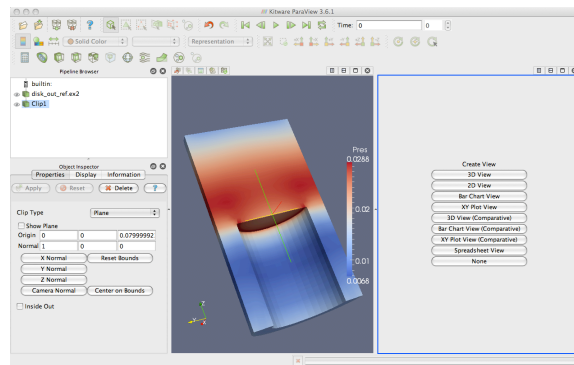 Kitware ParaView 3.6.1
Time: 0
0
Solid Color
Representation
Pipeline Browser
builtin:
disk_out_ref.ex2
Clip1
Object Inspector
Properties Display Information
Apply Reset Delete ?
Clip Type Plane
Show Plane
Origin 0 0 0.07999992
Normal 1 0 0
X Normal Reset Bounds
Y Normal
Z Normal
Camera Normal Center on Bounds
Inside Out
Pres
0.0288
0.02
0.01
0.0068
Z
Y
X
Create View
3D View
2D View
Bar Chart View
XY Plot View
3D View (Comparative)
Bar Chart View (Comparative)
XY Plot View (Comparative)
Spreadsheet View
None